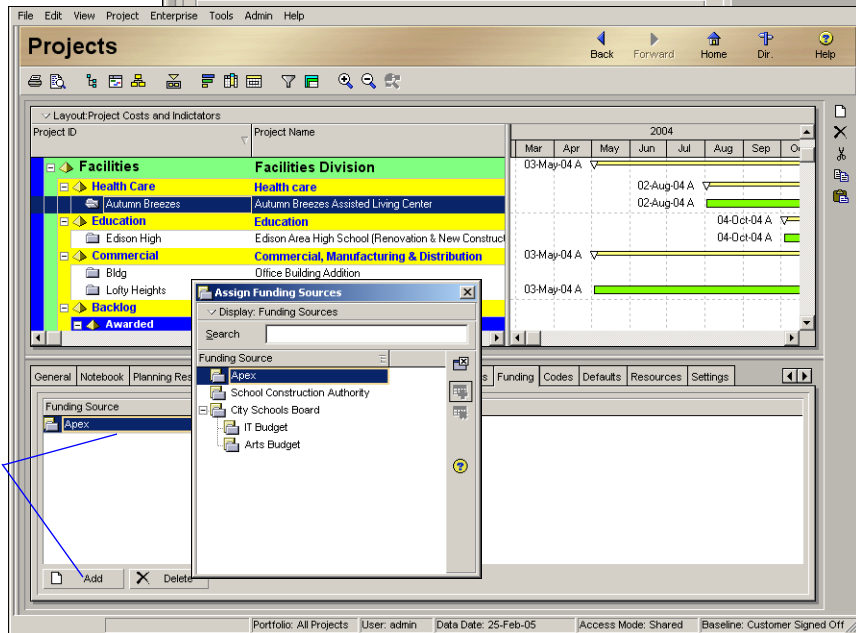 File Edit View Project Enterprise Tools Admin Help
Projects
Back Forward Home Dir. Help
Layout:Project Costs and Indictators
Project ID Project Name
2004
Mar Apr May Jun Jul Aug Sep
Facilities Facilities Division 03-May-04 A
Health Care Health care 02-Aug-04 A
Autumn Breezes Autumn Breezes Assisted Living Center 02-Aug-04 A
Education Education 04-Oct-04 A
Edison High Edison Area High School (Renovation & New Construct 04-Oct-04 A
Commercial Commercial, Manufacturing & Distribution 03-May-04 A
Bldg Office Building Addition
Lofty Heights 03-May-04 A
Backlog
Awarded
Assign Funding Sources
Display: Funding Sources
Search
Funding Source
Apex
School Construction Authority
City Schools Board
IT Budget
Arts Budget
General Notebook Planning Res s Funding Codes Defaults Resources Settings
Funding Source
Apex
Add Delete
Portfolio: All Projects User: admin Data Date: 25-Feb-05 Access Mode: Shared Baseline: Customer Signed Off